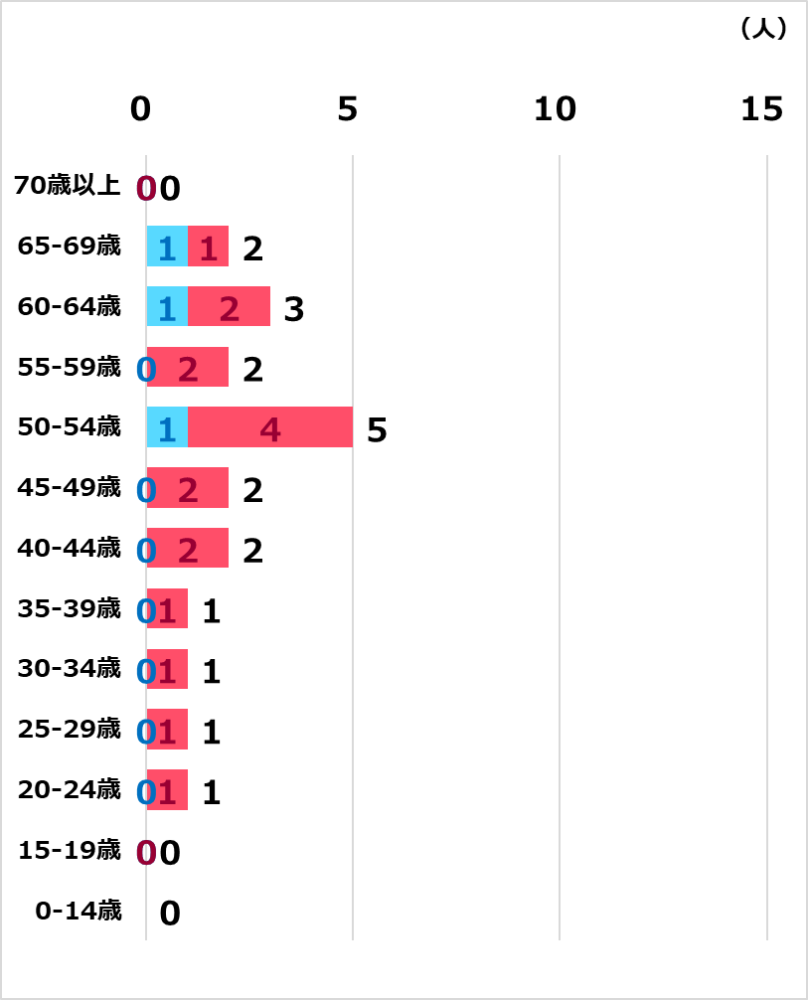 （人）
0 5 10 15
70歳以上 0 0
65-69歳 1 1 2
60-64歳 1 2 3
55-59歳 0 2 2
50-54歳 1 4 5
45-49歳 0 2 2
40-44歳 0 2 2
35-39歳 0 1 1
30-34歳 0 1 1
25-29歳 0 1 1
20-24歳 0 1 1
15-19歳 0 0
0-14歳 0